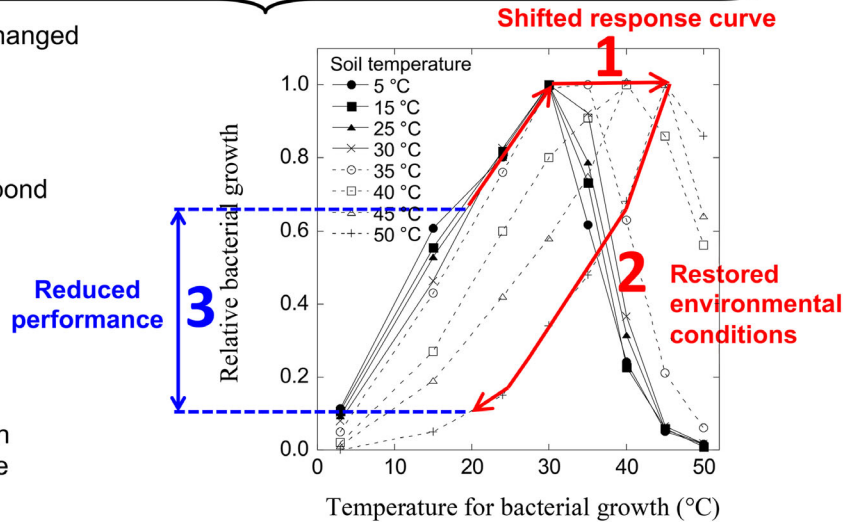 Shifted response curve
1
hanged
Soil temperature
5 °C
15 °C
25 °C
30 °C
35 °C
40 °C
45 °C
50 °C
1.0
0.8
0.6
0.4
0.2
0.0
Relative bacterial growth
pond
Reduced
performance
3
2
Restored
environmental
conditions
n
e
0 10 20 30 40 50
Temperature for bacterial growth (°C)